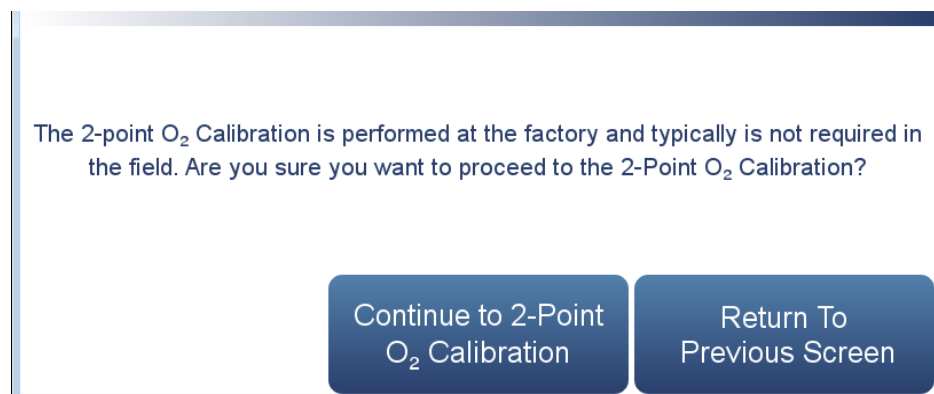 The 2-point O₂ Calibration is performed at the factory and typically is not required in
the field. Are you sure you want to proceed to the 2-Point O₂ Calibration?
Continue to 2-Point
O₂ Calibration
Return To
Previous Screen